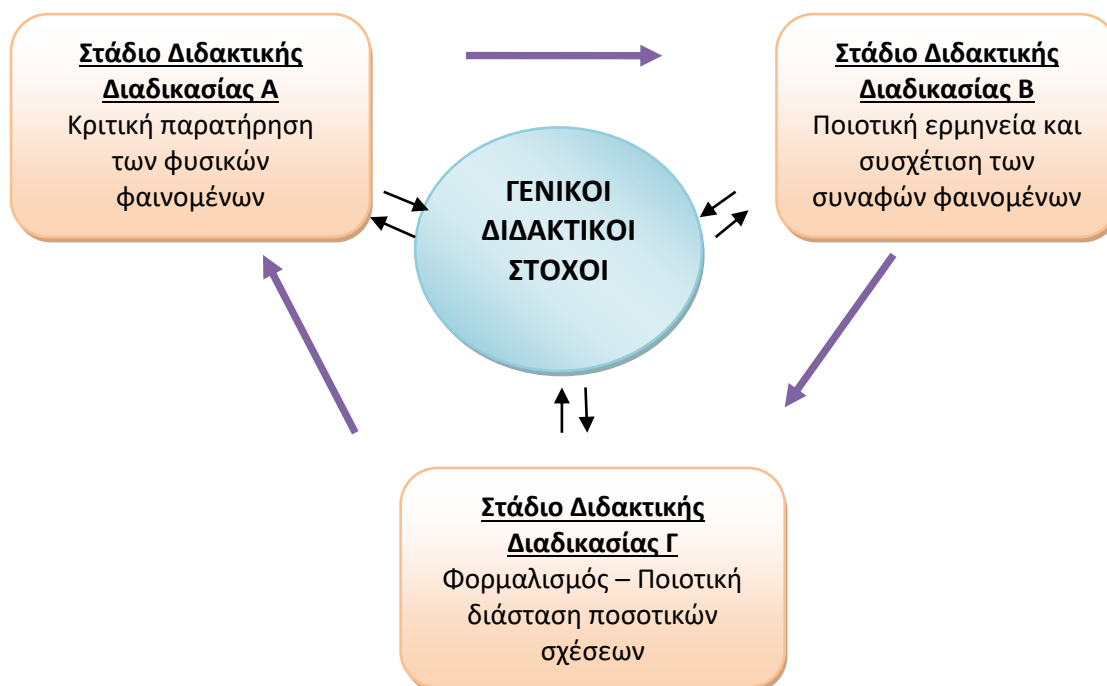 Στάδιο Διδακτικής
Διαδικασίας Α
Κριτική παρατήρηση
των φυσικών
φαινομένων
Στάδιο Διδακτικής
Διαδικασίας Β
Ποιοτική ερμηνεία και
συσχέτιση των
συναφών φαινομένων
ΓΕΝΙΚΟΙ
ΔΙΔΑΚΤΙΚΟΙ
ΣΤΟΧΟΙ
Στάδιο Διδακτικής
Διαδικασίας Γ
Φορμαλισμός – Ποιοτική
διάσταση ποσοτικών
σχέσεων